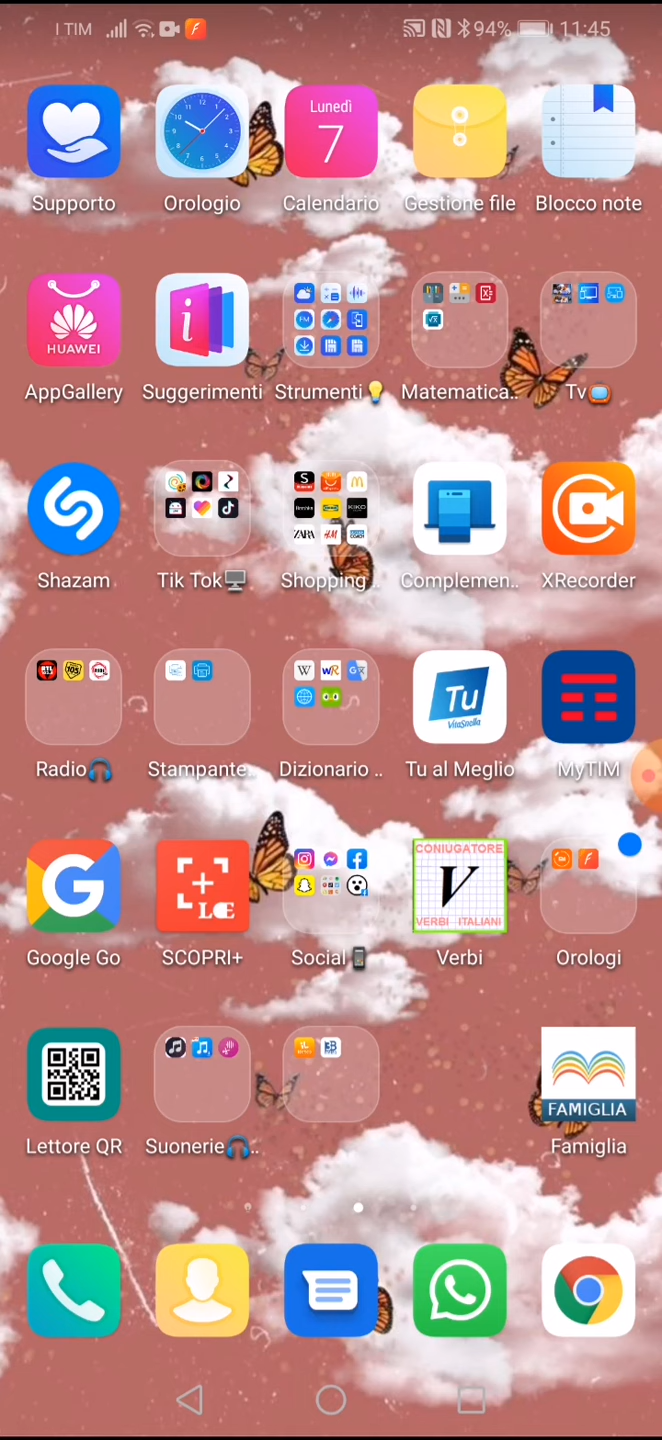 TIM 94% 11:45
Lunedì
7
Supporto Orologio Calendario Gestione file Blocco note
HUAWEI
AppGallery Suggerimenti Strumenti💡 Matematica.. Tv📺
Shazam Tik Tok🖥️ Shopping.. Complemen.. XRecorder
Tu
VitaSnella
Radio🎧 Stampante.. Dizionario .. Tu al Meglio MyTIM
G
LŒ
CONIUGATORE
V
VERBI ITALIANI
Google Go SCOPRI+ Social📱 Verbi Orologi
FAMIGLIA
Lettore QR Suonerie🎧.. Famiglia